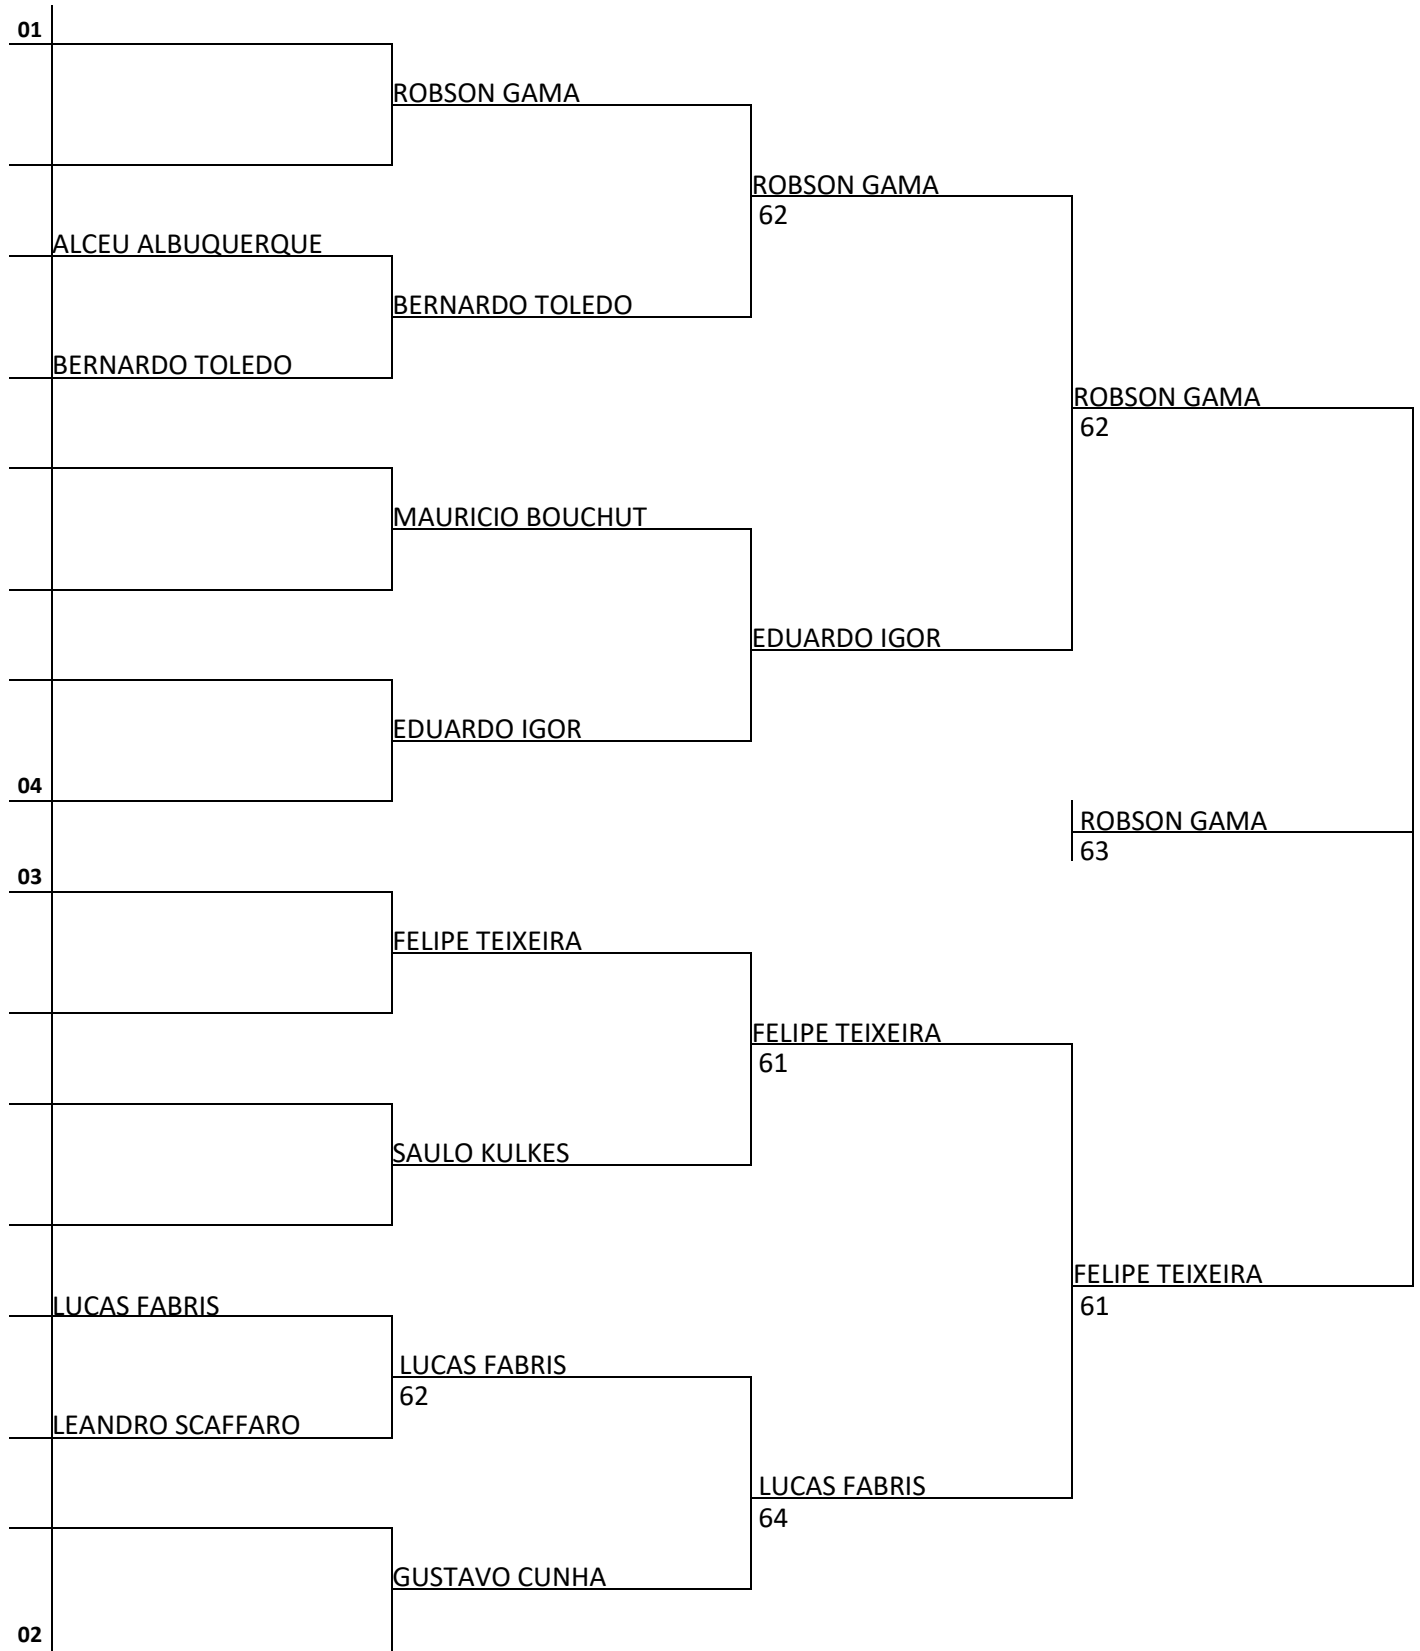 01
ROBSON GAMA
ROBSON GAMA
62
ALCEU ALBUQUERQUE
BERNARDO TOLEDO
BERNARDO TOLEDO
ROBSON GAMA
62
MAURICIO BOUCHUT
EDUARDO IGOR
EDUARDO IGOR
04
ROBSON GAMA
63
03
FELIPE TEIXEIRA
FELIPE TEIXEIRA
61
SAULO KULKES
FELIPE TEIXEIRA
61
LUCAS FABRIS
LUCAS FABRIS
62
LEANDRO SCAFFARO
LUCAS FABRIS
64
GUSTAVO CUNHA
02